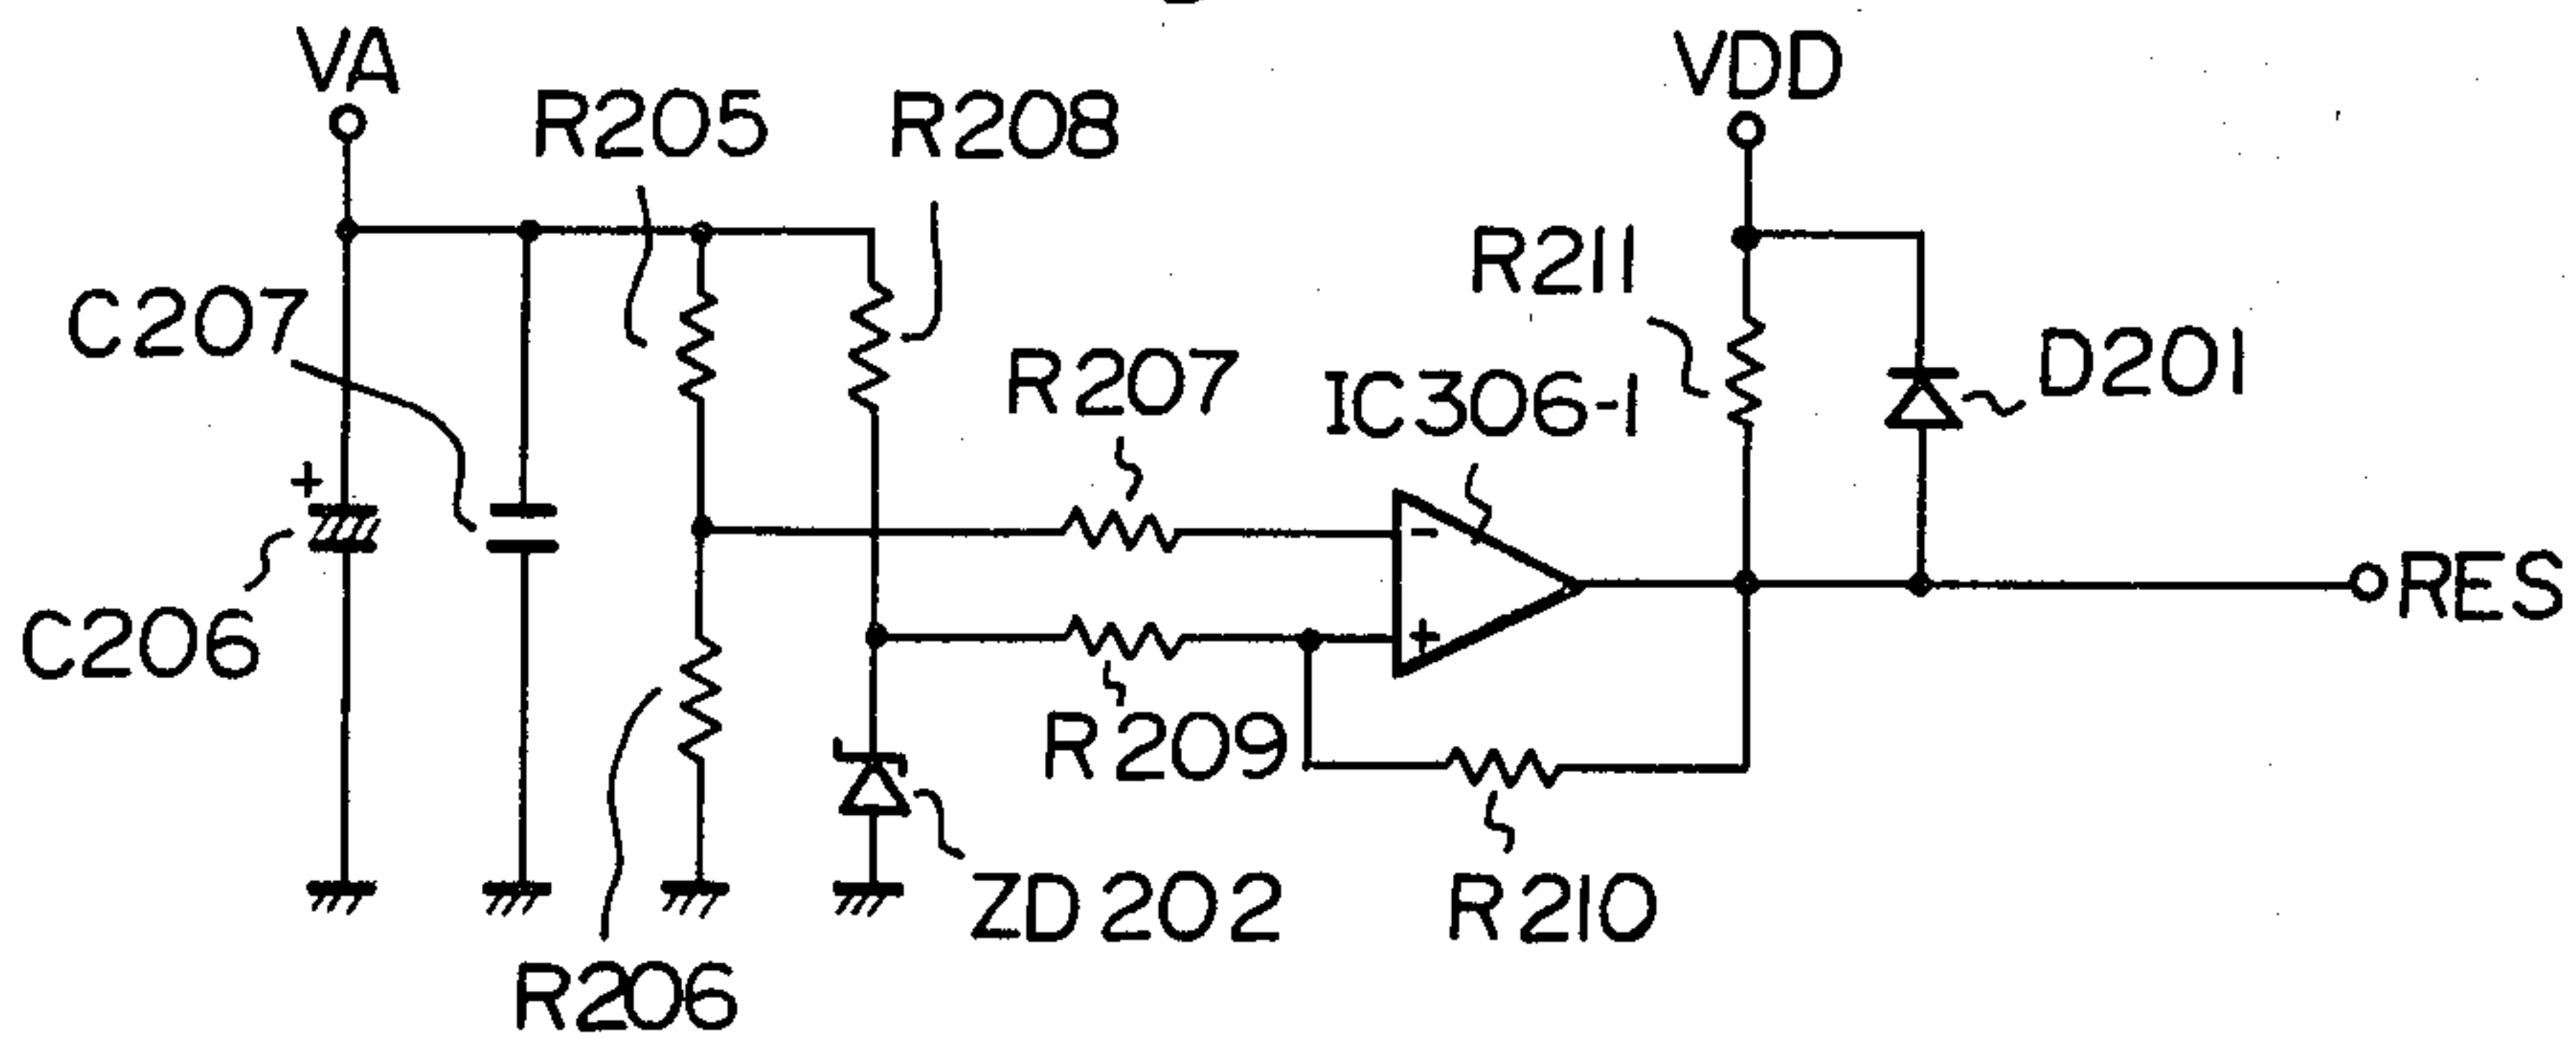 VA
VDD
R205
R208
R211
C207
D201
R207
IC306-1
+
-
RES
C206
+
R209
ZD202
R210
R206